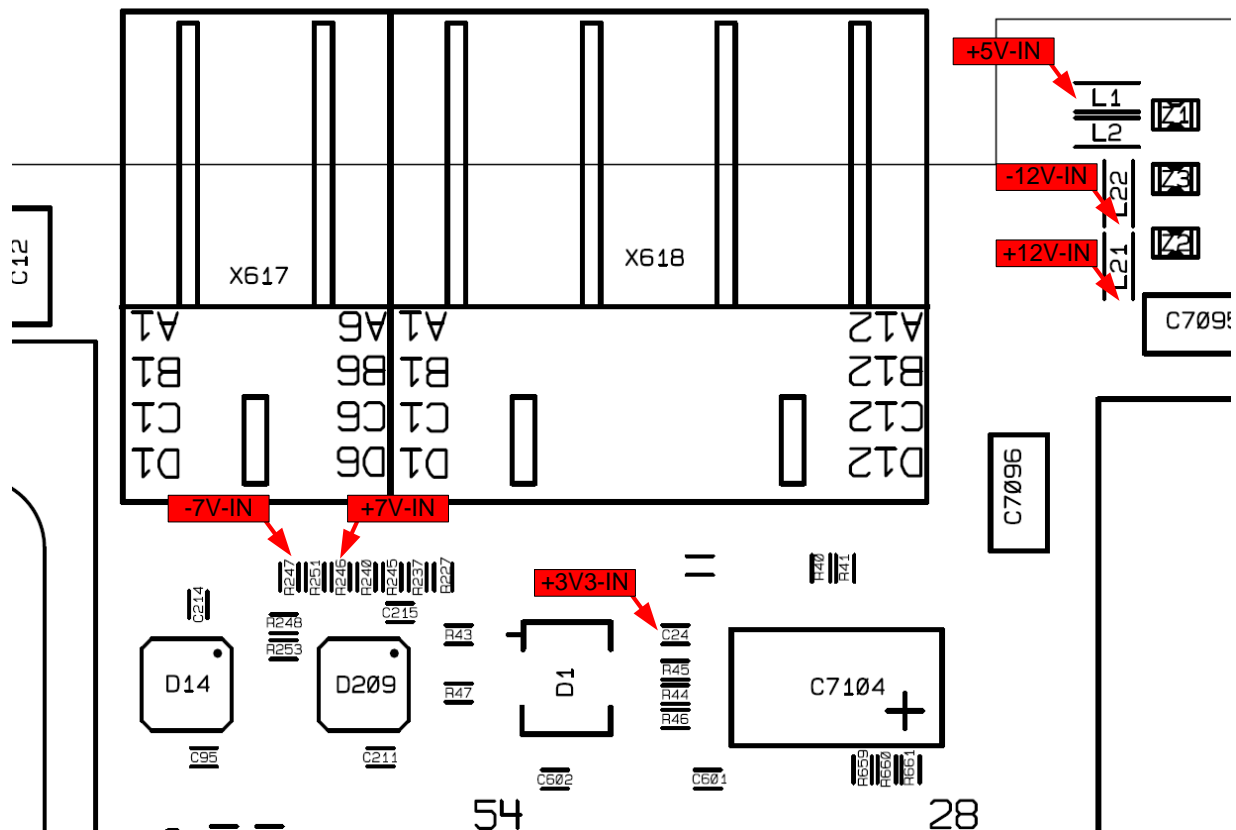 +5V-IN
L1
Z1
L2
-12V-IN
L22
Z3
+12V-IN
L21
Z2
C12
X617
X618
C7095
A1
A6
A1
A12
B1
B6
B1
B12
C1
C6
C1
C12
D1
D6
D1
D12
C7096
-7V-IN
+7V-IN
R247
R251
R246
R240
R245
R237
R227
R40
R41
+3V3-IN
C214
C215
R248
R43
C24
R253
R45
D14
D209
R47
D1
R44
C7104
R46
C95
C211
C602
C601
R659
R660
R661
54
28